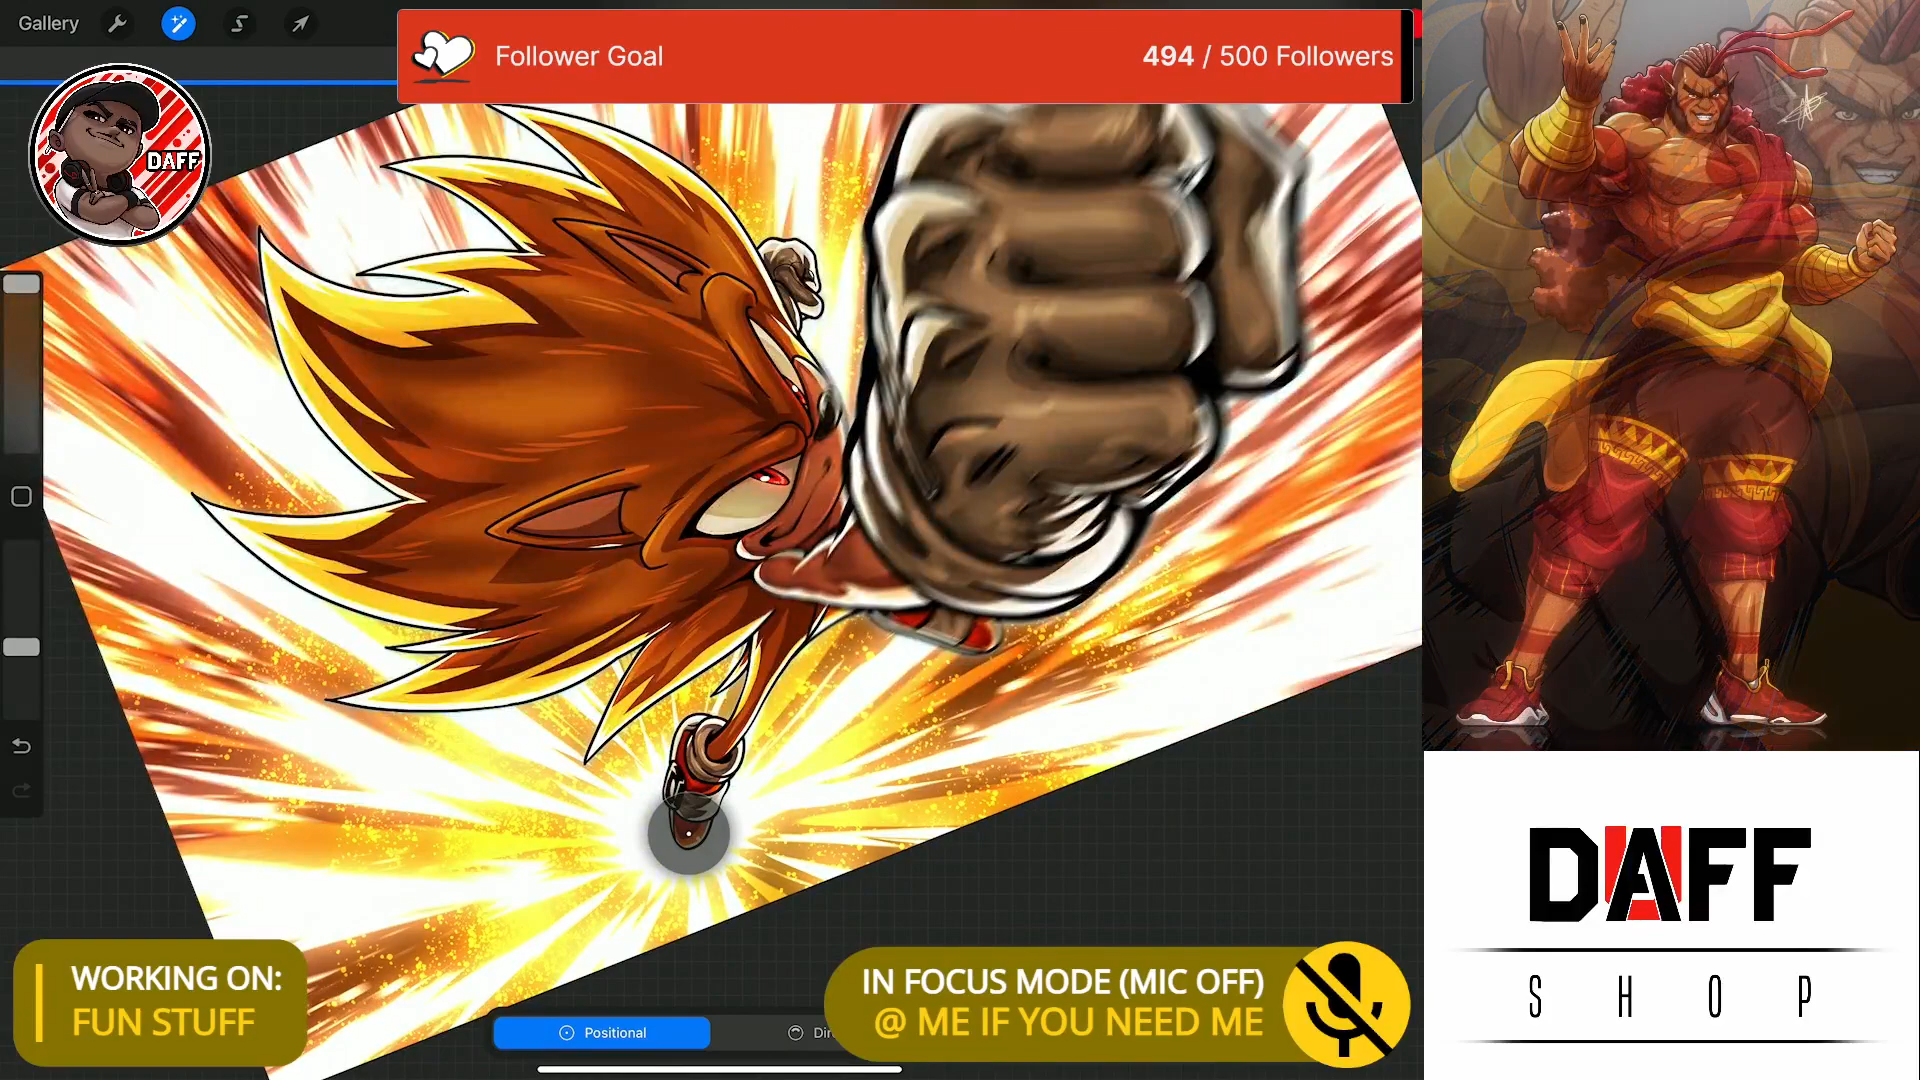 Gallery
Follower Goal
494 / 500 Followers
DAFF
WORKING ON:
FUN STUFF
Positional
IN FOCUS MODE (MIC OFF)
@ ME IF YOU NEED ME
DAFF
SHOP